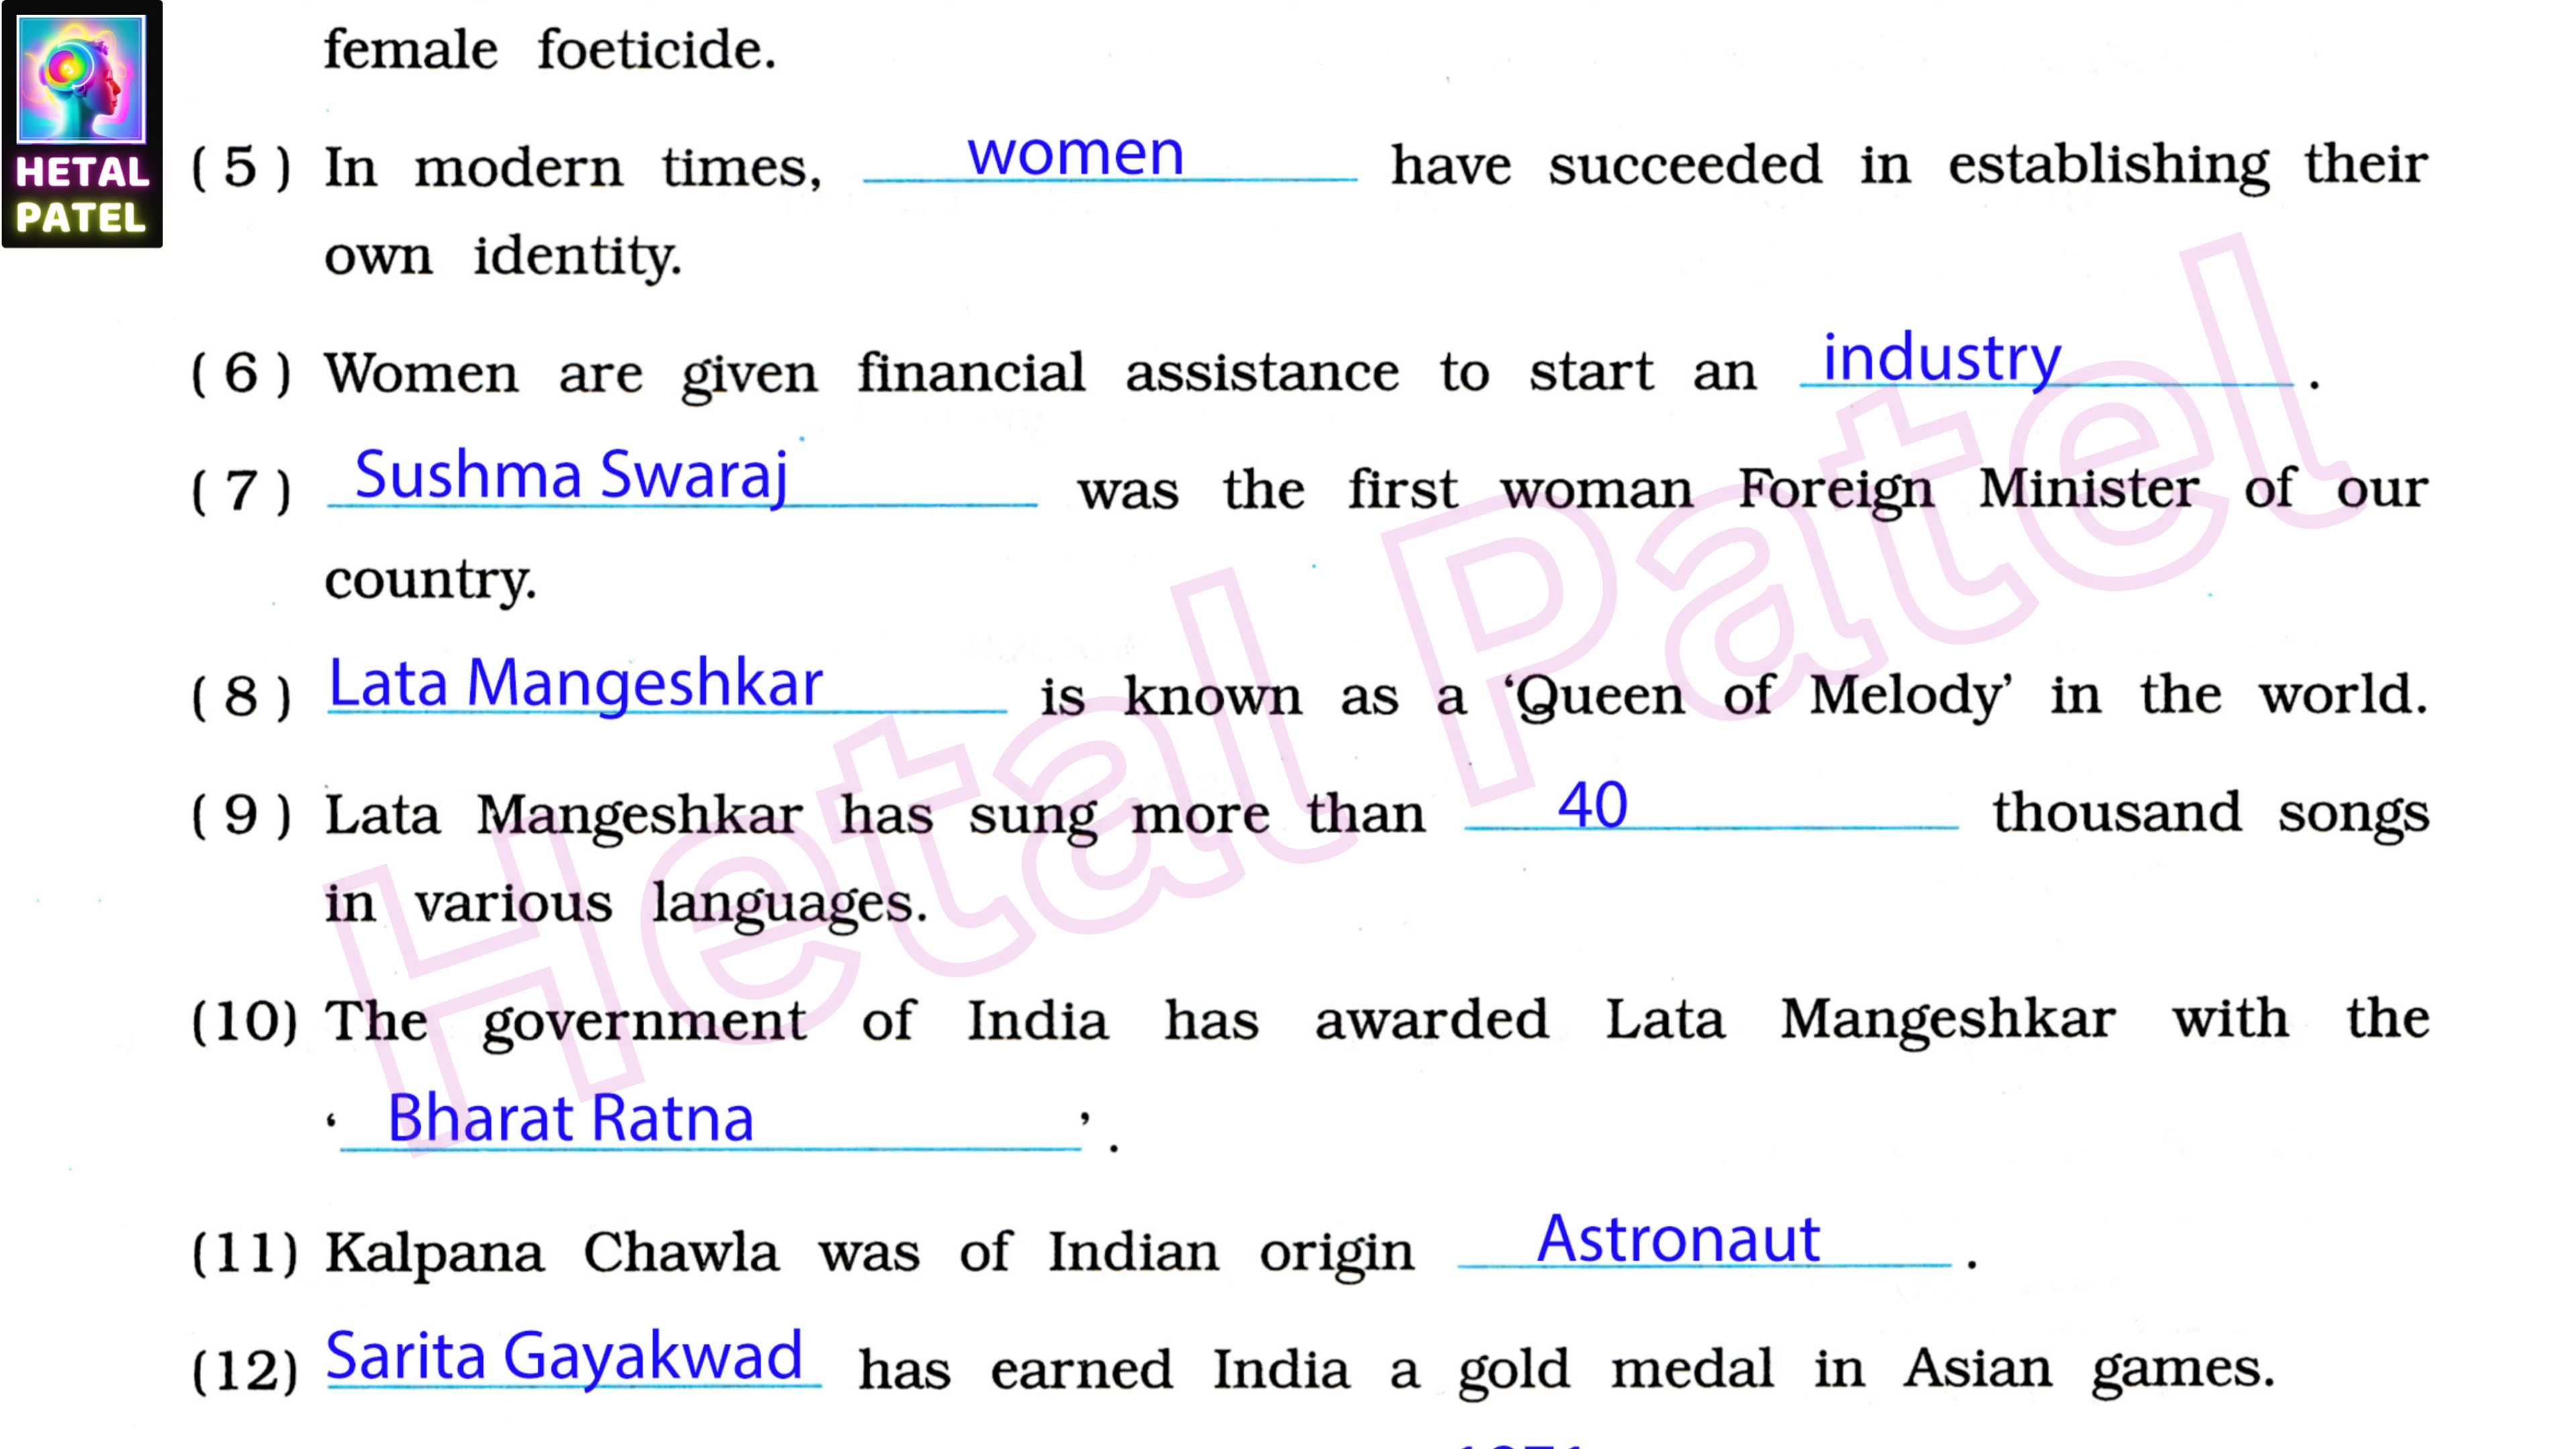 HETAL
PATEL
female foeticide.
(5) In modern times, women have succeeded in establishing their
own identity.
(6) Women are given financial assistance to start an industry.
(7) Sushma Swaraj was the first woman Foreign Minister of our
country.
(8) Lata Mangeshkar is known as a ‘Queen of Melody’ in the world.
(9) Lata Mangeshkar has sung more than 40 thousand songs
in various languages.
(10) The government of India has awarded Lata Mangeshkar with the
‘Bharat Ratna’.
(11) Kalpana Chawla was of Indian origin Astronaut.
(12) Sarita Gayakwad has earned India a gold medal in Asian games.
Hetal Patel